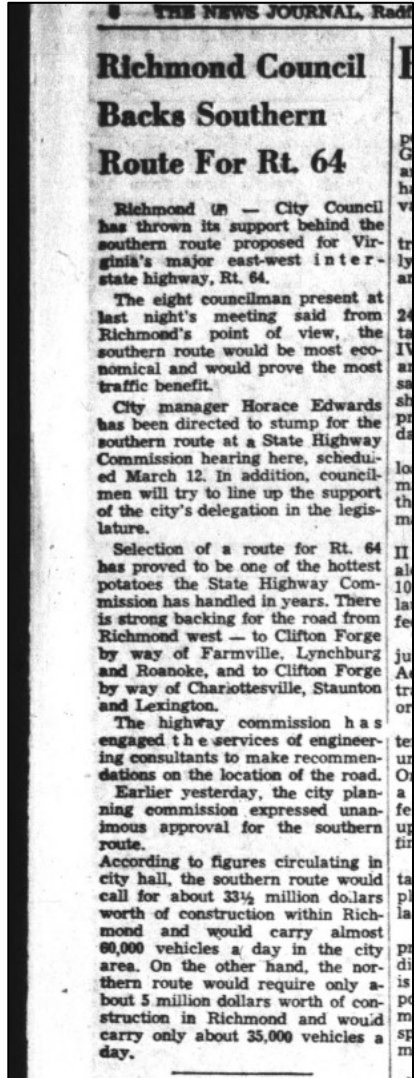 8 THE NEWS JOURNAL, Radf
Richmond Council
Backs Southern
Route For Rt. 64
Richmond (UP) — City Council
has thrown its support behind the
southern route proposed for Vir-
ginia's major east-west inter-
state highway, Rt. 64.
The eight councilman present at
last night's meeting said from
Richmond's point of view, the
southern route would be most eco-
nomical and would prove the most
traffic benefit.
City manager Horace Edwards
has been directed to stump for the
southern route at a State Highway
Commission hearing here, schedul-
ed March 12. In addition, council-
men will try to line up the support
of the city's delegation in the legis-
lature.
Selection of a route for Rt. 64
has proved to be one of the hottest
potatoes the State Highway Com-
mission has handled in years. There
is strong backing for the road from
Richmond west — to Clifton Forge
by way of Farmville, Lynchburg
and Roanoke, and to Clifton Forge
by way of Charlottesville, Staunton
and Lexington.
The highway commission has
engaged the services of engineer-
ing consultants to make recommen-
dations on the location of the road.
Earlier yesterday, the city plan-
ning commission expressed unan-
imous approval for the southern
route.
According to figures circulating in
city hall, the southern route would
call for about 33½ million dollars
worth of construction within Rich-
mond and would carry almost
60,000 vehicles a day in the city
area. On the other hand, the nor-
thern route would require only a-
bout 5 million dollars worth of con-
struction in Richmond and would
carry only about 35,000 vehicles a
day.